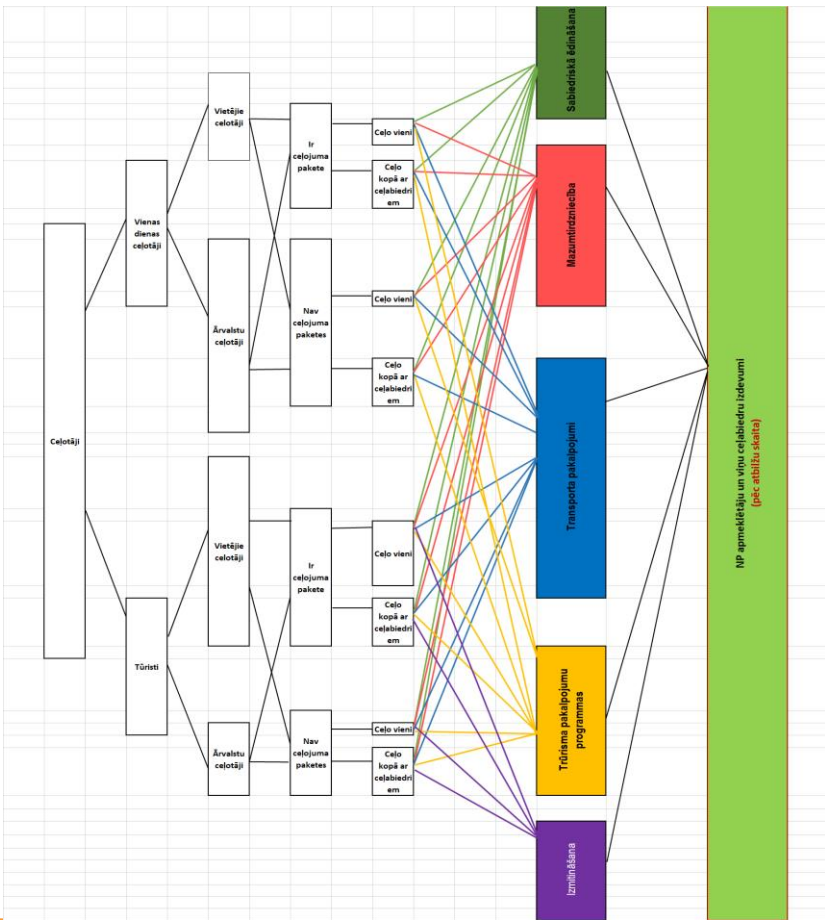 Ceļotāji
Vienas
dienas
ceļotāji
Tūristi
Vietējie
ceļotāji
Ārvalstu
ceļotāji
Vietējie
ceļotāji
Ārvalstu
ceļotāji
Ir
ceļojuma
pakete
Nav
ceļojuma
paketes
Ir
ceļojuma
pakete
Nav
ceļojuma
paketes
Ceļo vieni
Ceļo
kopā ar
ceļabiedri
em
Ceļo vieni
Ceļo
kopā ar
ceļabiedri
em
Ceļo vieni
Ceļo
kopā ar
ceļabiedri
em
Ceļo vieni
Ceļo
kopā ar
ceļabiedri
em
Sabiedriskā ēdināšana
Mazumtirdzniecība
Transporta pakalpojumi
Trūrisma pakalpojumu
programmas
Izmitināšana
NP apmeklētāju un viņu ceļabiedru izdevumi
(pēc atbilžu skaita)